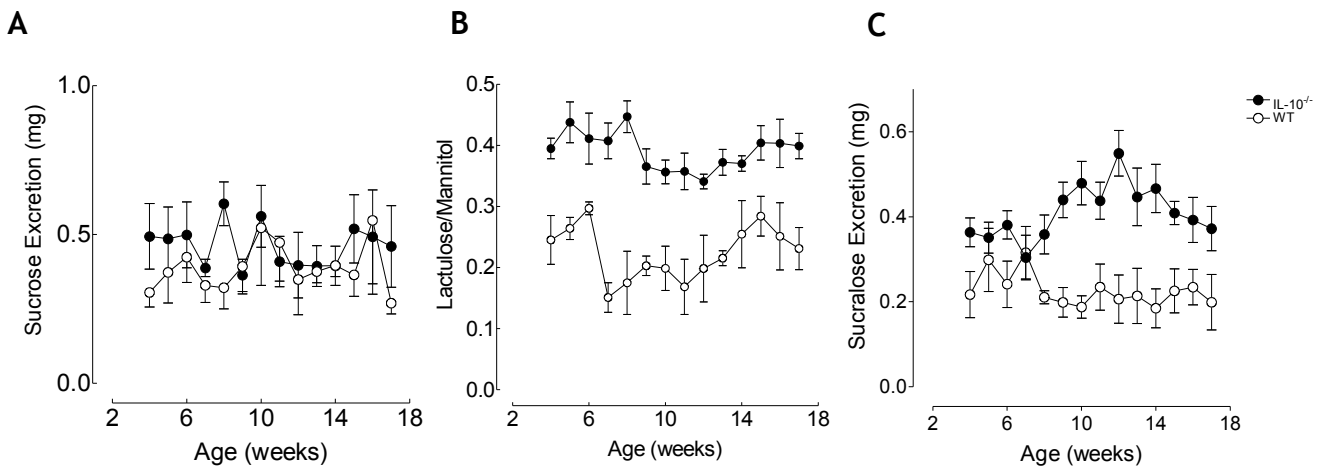 A
Sucrose Excretion (mg)
1.0
0.5
0.0
2 6 10 14 18
Age (weeks)
B
Lactulose/Mannitol
0.5
0.4
0.3
0.2
0.1
0.0
2 6 10 14 18
Age (weeks)
C
Sucralose Excretion (mg)
0.6
0.4
0.2
0.0
2 6 10 14 18
Age (weeks)
IL-10⁻/⁻
WT